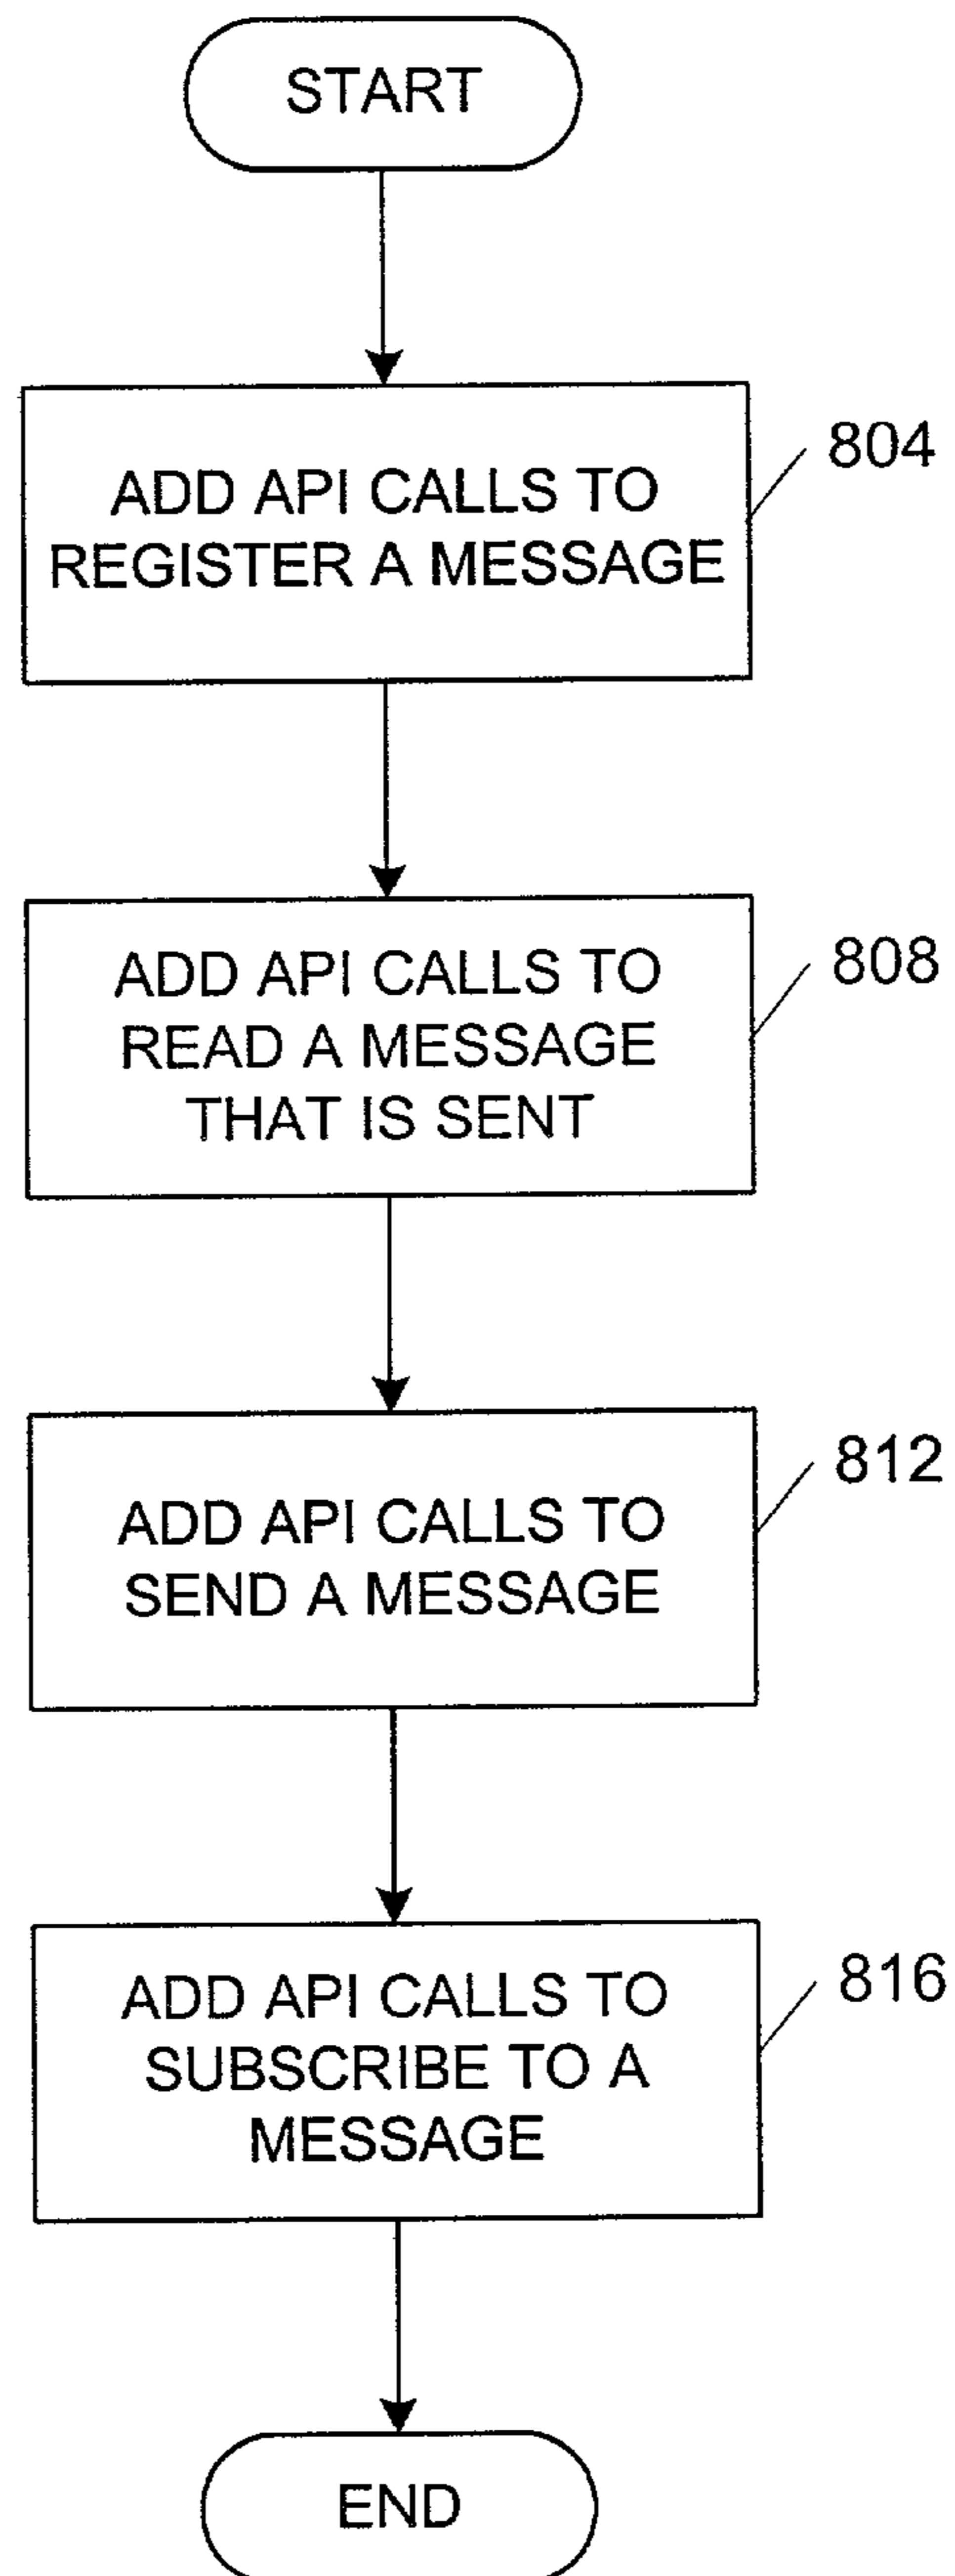 START
ADD API CALLS TO
REGISTER A MESSAGE
804
ADD API CALLS TO
READ A MESSAGE
THAT IS SENT
808
ADD API CALLS TO
SEND A MESSAGE
812
ADD API CALLS TO
SUBSCRIBE TO A
MESSAGE
816
END